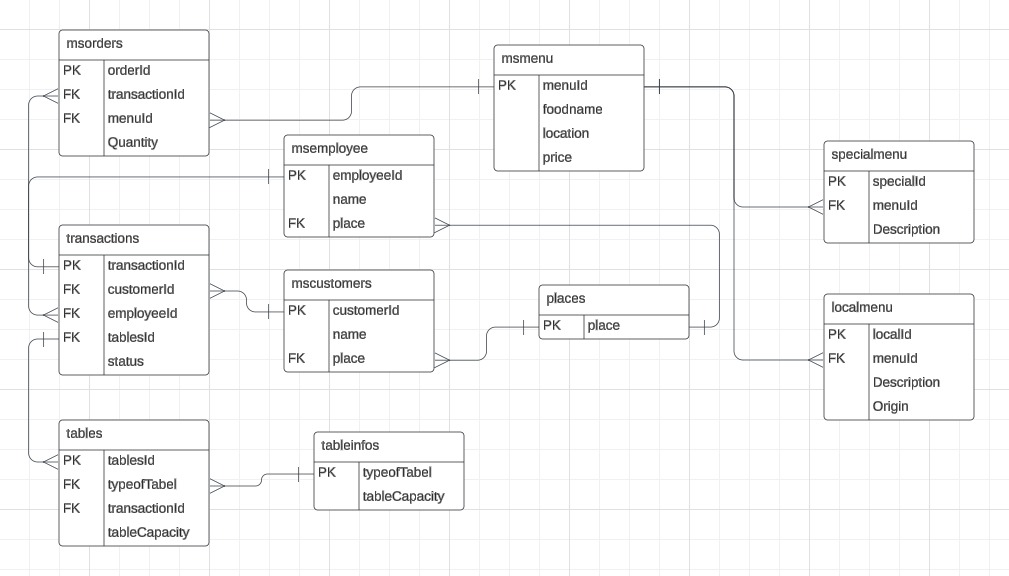 msorders
PK orderId
FK transactionId
FK menuId
Quantity
msmenu
PK menuId
foodname
location
price
msemployee
PK employeeId
name
FK place
specialmenu
PK specialId
FK menuId
Description
transactions
PK transactionId
FK customerId
FK employeeId
FK tablesId
status
mscustomers
PK customerId
name
FK place
places
PK place
localmenu
PK localId
FK menuId
Description
Origin
tables
PK tablesId
FK typeofTabel
FK transactionId
tableCapacity
tableinfos
PK typeofTabel
tableCapacity